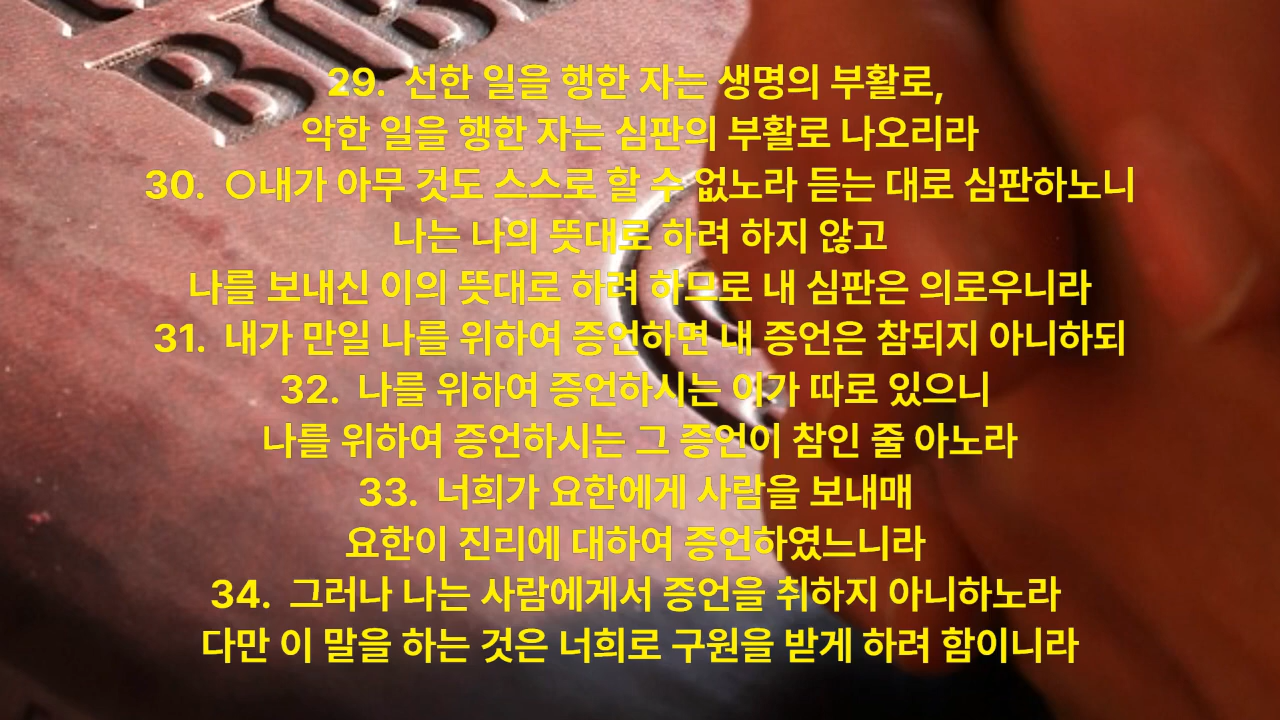 BIB
29. 선한 일을 행한 자는 생명의 부활로,
악한 일을 행한 자는 심판의 부활로 나오리라
30. ○내가 아무 것도 스스로 할 수 없노라 듣는 대로 심판하노니
나는 나의 뜻대로 하려 하지 않고
나를 보내신 이의 뜻대로 하려 하므로 내 심판은 의로우니라
31. 내가 만일 나를 위하여 증언하면 내 증언은 참되지 아니하되
32. 나를 위하여 증언하시는 이가 따로 있으니
나를 위하여 증언하시는 그 증언이 참인 줄 아노라
33. 너희가 요한에게 사람을 보내매
요한이 진리에 대하여 증언하였느니라
34. 그러나 나는 사람에게서 증언을 취하지 아니하노라
다만 이 말을 하는 것은 너희로 구원을 받게 하려 함이니라